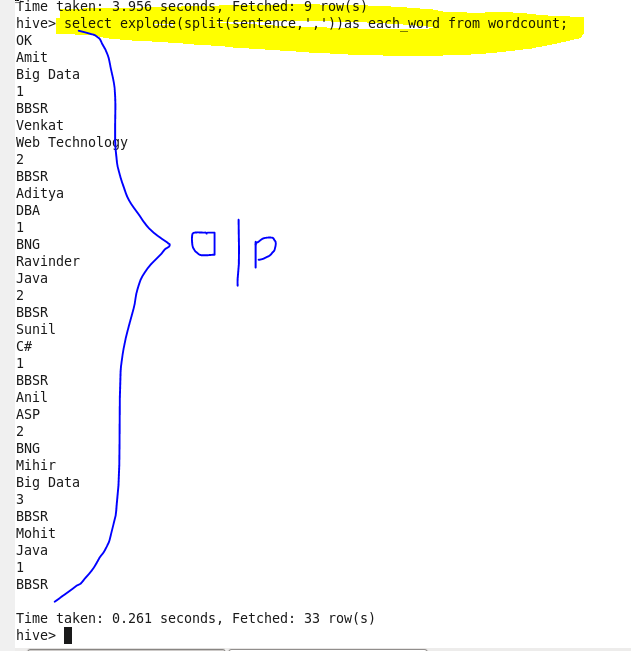 Time taken: 3.956 seconds, Fetched: 9 row(s)
hive> select explode(split(sentence,','))as each_word from wordcount;
OK
Amit
Big Data
1
BBSR
Venkat
Web Technology
2
BBSR
Aditya
DBA
1
BNG
Ravinder
Java
2
BBSR
Sunil
C#
1
BBSR
Anil
ASP
2
BNG
Mihir
Big Data
3
BBSR
Mohit
Java
1
BBSR
o|p
Time taken: 0.261 seconds, Fetched: 33 row(s)
hive>